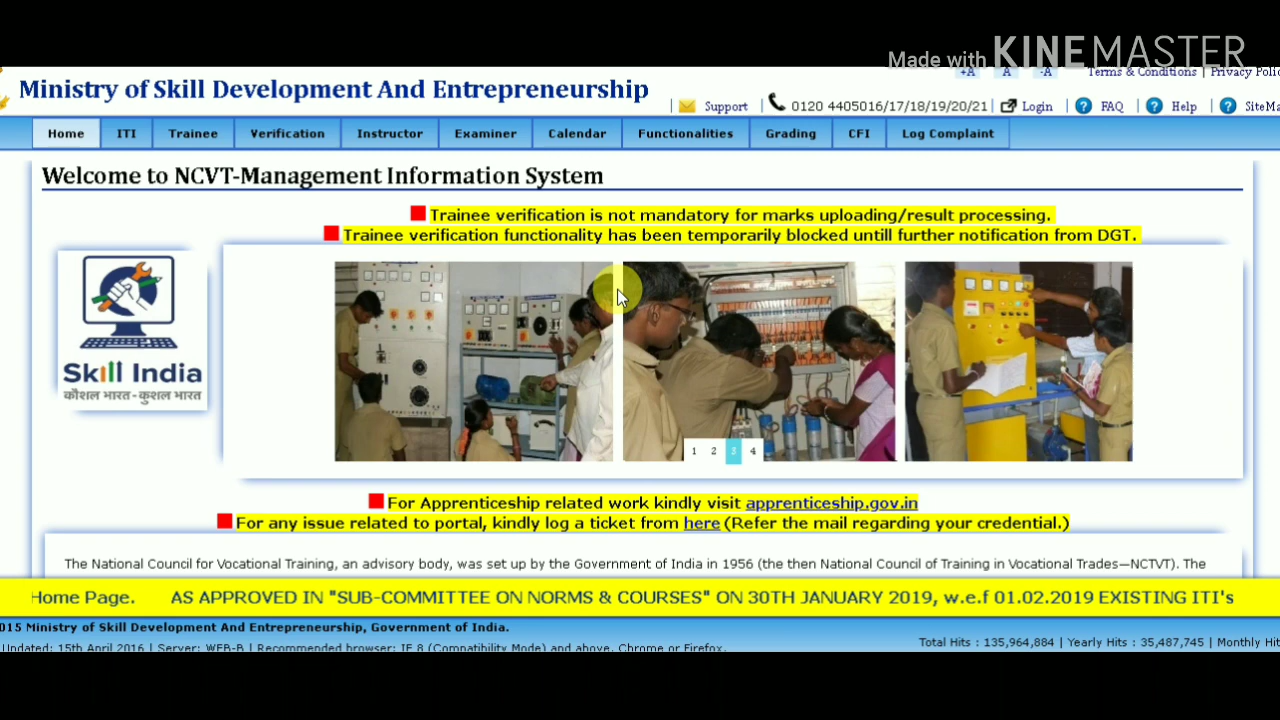 Made with KINEMASTER
Ministry of Skill Development And Entrepreneurship
+A A -A Terms & Conditions | Privacy
Support | 0120 4405016/17/18/19/20/21 | Login | FAQ | Help |
Home ITI Trainee Verification Instructor Examiner Calendar Functionalities Grading CFI Log Complaint
Welcome to NCVT-Management Information System
Trainee verification is not mandatory for marks uploading/result processing.
Trainee verification functionality has been temporarily blocked untill further notification from DGT.
Skill India
कौशल भारत-कुशल भारत
1 2 3 4
For Apprenticeship related work kindly visit apprenticeship.gov.in
For any issue related to portal, kindly log a ticket from here (Refer the mail regarding your credential.)
The National Council for Vocational Training, an advisory body, was set up by the Government of India in 1956 (the then National Council of Training in Vocational Trades—NCTVT). The
Home Page. AS APPROVED IN "SUB-COMMITTEE ON NORMS & COURSES" ON 30TH JANUARY 2019, w.e.f 01.02.2019 EXISTING ITI's
015 Ministry of Skill Development And Entrepreneurship, Government of India.
Updated: 15th April 2016 | Server: WEB-B | Recommended browser: IE 8 (Compatibility Mode) and above, Chrome or Firefox.
Total Hits : 135,964,884 | Yearly Hits : 35,487,745 | Monthly